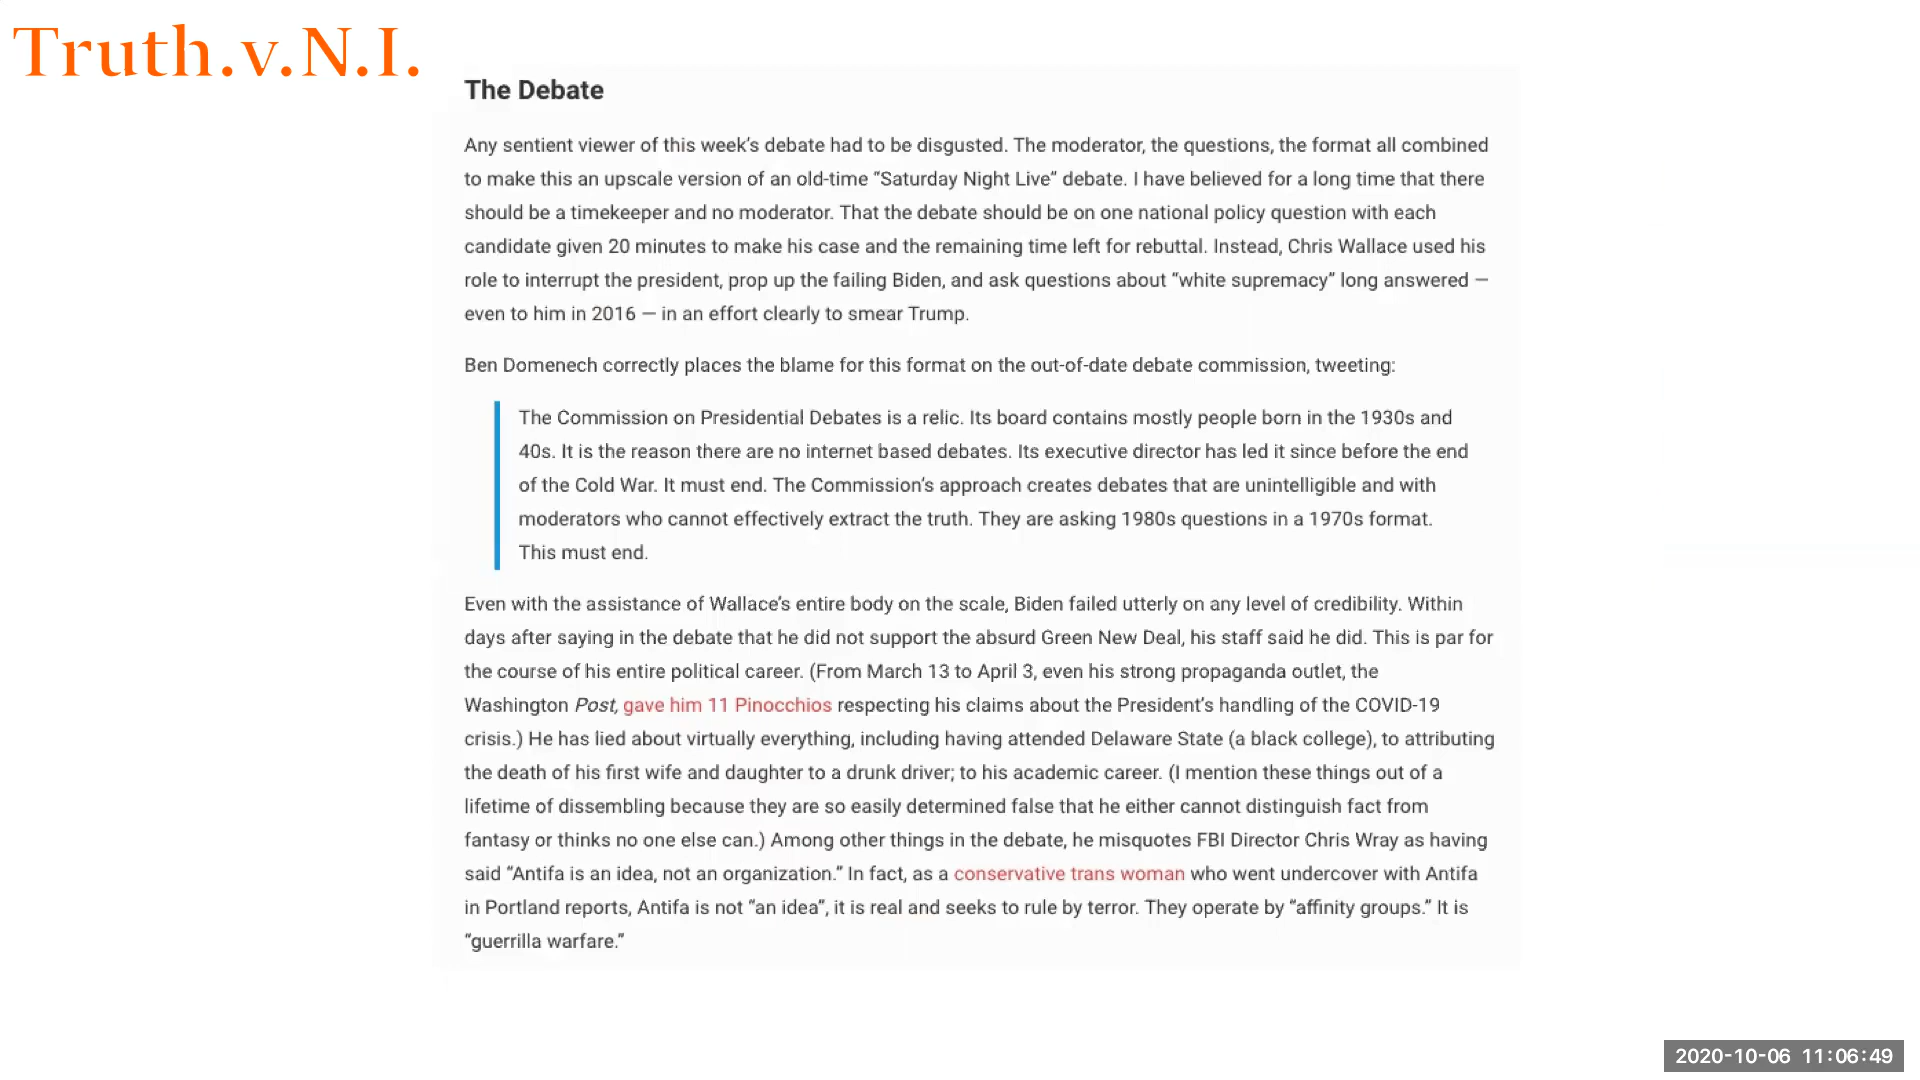 Truth.v.N.I.
The Debate
Any sentient viewer of this week’s debate had to be disgusted. The moderator, the questions, the format all combined
to make this an upscale version of an old-time “Saturday Night Live” debate. I have believed for a long time that there
should be a timekeeper and no moderator. That the debate should be on one national policy question with each
candidate given 20 minutes to make his case and the remaining time left for rebuttal. Instead, Chris Wallace used his
role to interrupt the president, prop up the failing Biden, and ask questions about “white supremacy” long answered —
even to him in 2016 — in an effort clearly to smear Trump.
Ben Domenech correctly places the blame for this format on the out-of-date debate commission, tweeting:
The Commission on Presidential Debates is a relic. Its board contains mostly people born in the 1930s and
40s. It is the reason there are no internet based debates. Its executive director has led it since before the end
of the Cold War. It must end. The Commission’s approach creates debates that are unintelligible and with
moderators who cannot effectively extract the truth. They are asking 1980s questions in a 1970s format.
This must end.
Even with the assistance of Wallace’s entire body on the scale, Biden failed utterly on any level of credibility. Within
days after saying in the debate that he did not support the absurd Green New Deal, his staff said he did. This is par for
the course of his entire political career. (From March 13 to April 3, even his strong propaganda outlet, the
Washington Post, gave him 11 Pinocchios respecting his claims about the President’s handling of the COVID-19
crisis.) He has lied about virtually everything, including having attended Delaware State (a black college), to attributing
the death of his first wife and daughter to a drunk driver; to his academic career. (I mention these things out of a
lifetime of dissembling because they are so easily determined false that he either cannot distinguish fact from
fantasy or thinks no one else can.) Among other things in the debate, he misquotes FBI Director Chris Wray as having
said “Antifa is an idea, not an organization.” In fact, as a conservative trans woman who went undercover with Antifa
in Portland reports, Antifa is not “an idea”, it is real and seeks to rule by terror. They operate by “affinity groups.” It is
“guerrilla warfare.”
2020-10-06 11:06:49